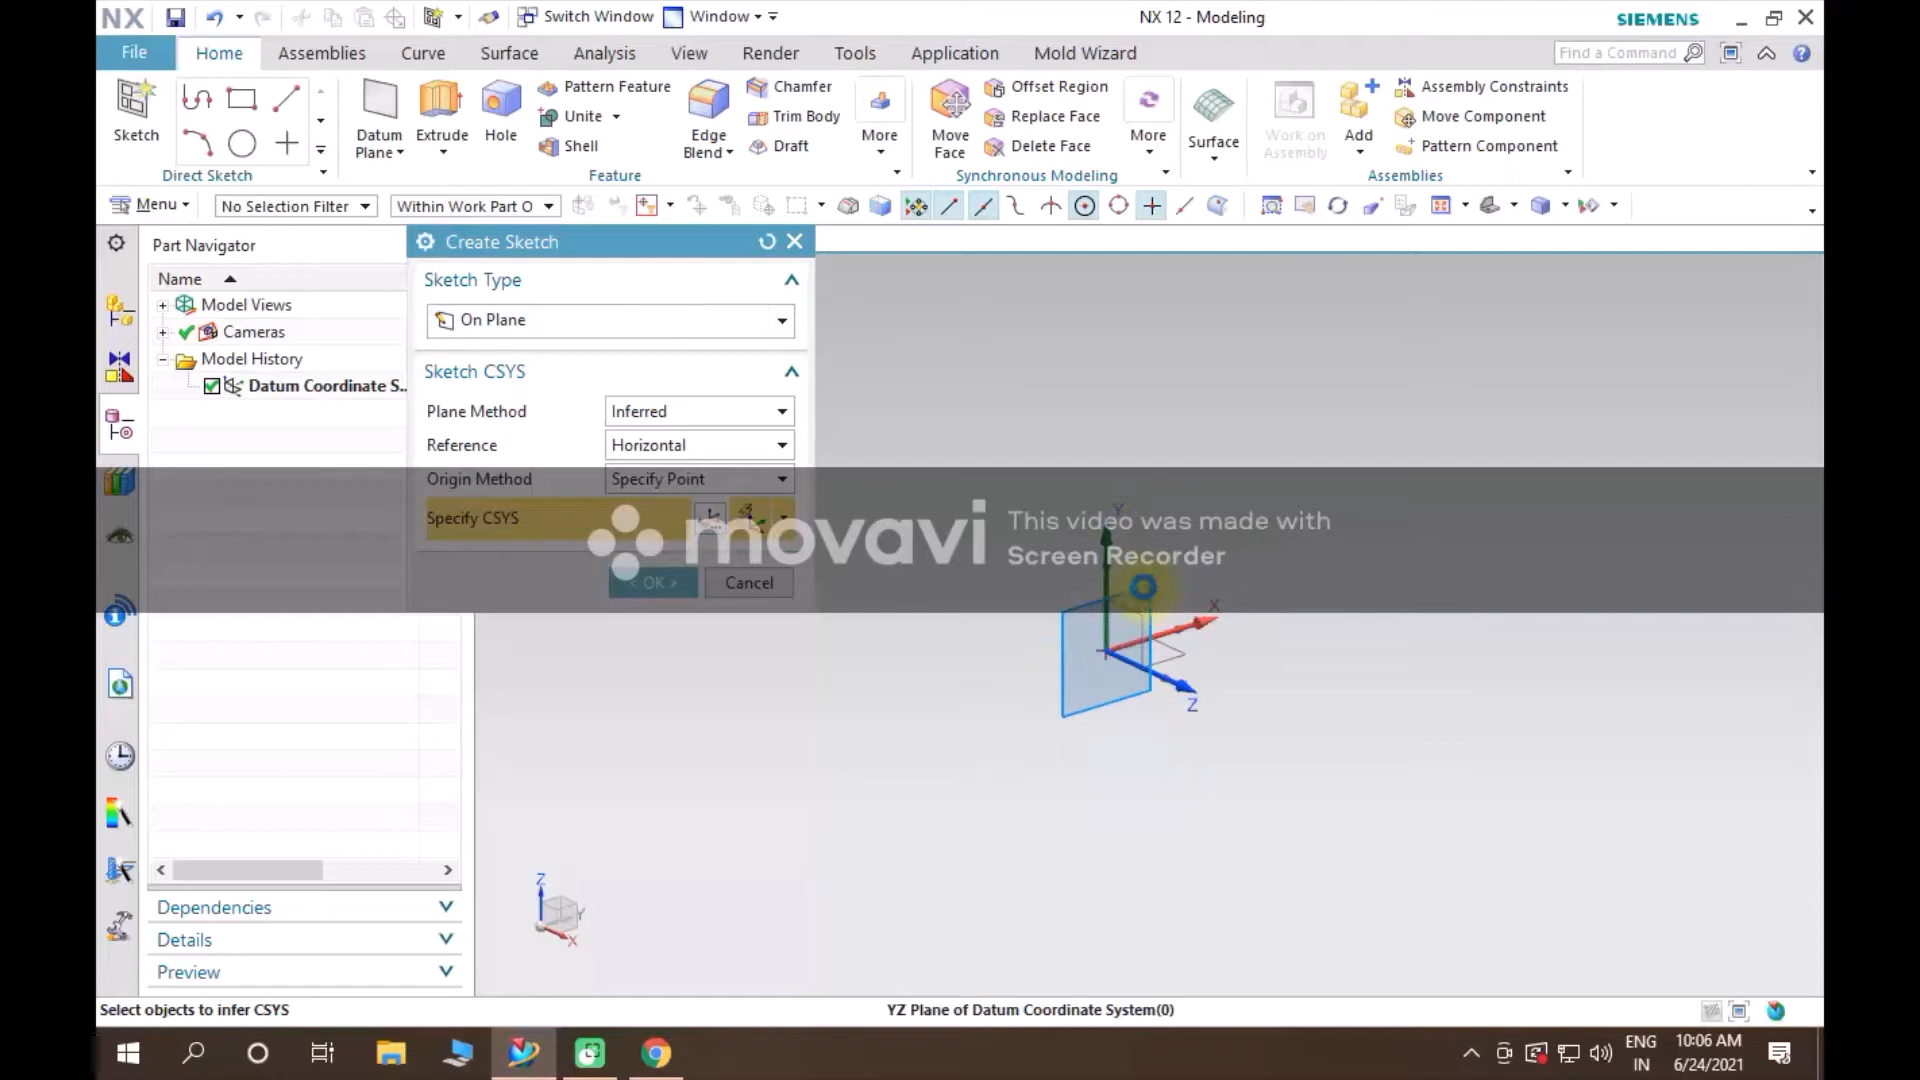 NX
Switch Window
Window
NX 12 - Modeling
SIEMENS
File
Home
Assemblies
Curve
Surface
Analysis
View
Render
Tools
Application
Mold Wizard
Find a Command
Sketch
Direct Sketch
Datum
Plane
Extrude
Hole
Pattern Feature
Unite
Shell
Edge
Blend
Chamfer
Trim Body
Draft
More
Feature
Move
Face
Offset Region
Replace Face
Delete Face
More
Synchronous Modeling
Surface
Work on
Assembly
Add
Assembly Constraints
Move Component
Pattern Component
Assemblies
Menu
No Selection Filter
Within Work Part O
Part Navigator
Name
Model Views
Cameras
Model History
Datum Coordinate S..
Create Sketch
Sketch Type
On Plane
Sketch CSYS
Plane Method
Inferred
Reference
Horizontal
Origin Method
Specify Point
Specify CSYS
< OK >
Cancel
movavi
This video was made with
Screen Recorder
Y
X
Z
Z
Y
X
Dependencies
Details
Preview
Select objects to infer CSYS
YZ Plane of Datum Coordinate System(0)
ENG
IN
10:06 AM
6/24/2021